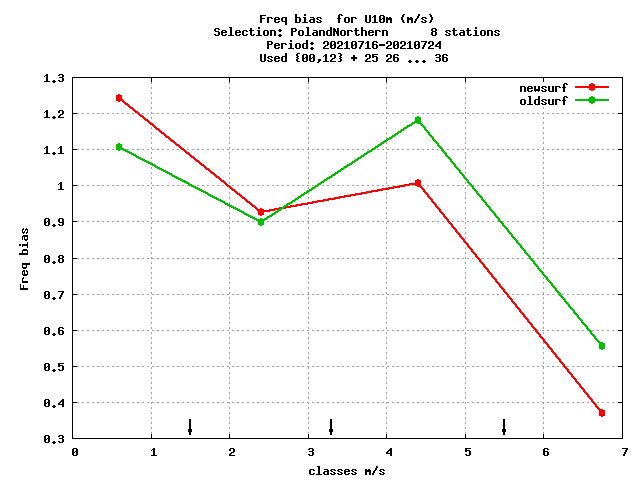 Freq bias  for U10m (m/s)
Selection: PolandNorthern      8 stations
Period: 20210716-20210724
Used {00,12} + 25 26 ... 36
newsurf
oldsurf
1.3
1.2
1.1
1
0.9
0.8
0.7
0.6
0.5
0.4
0.3
Freq bias
0 1 2 3 4 5 6 7
classes m/s